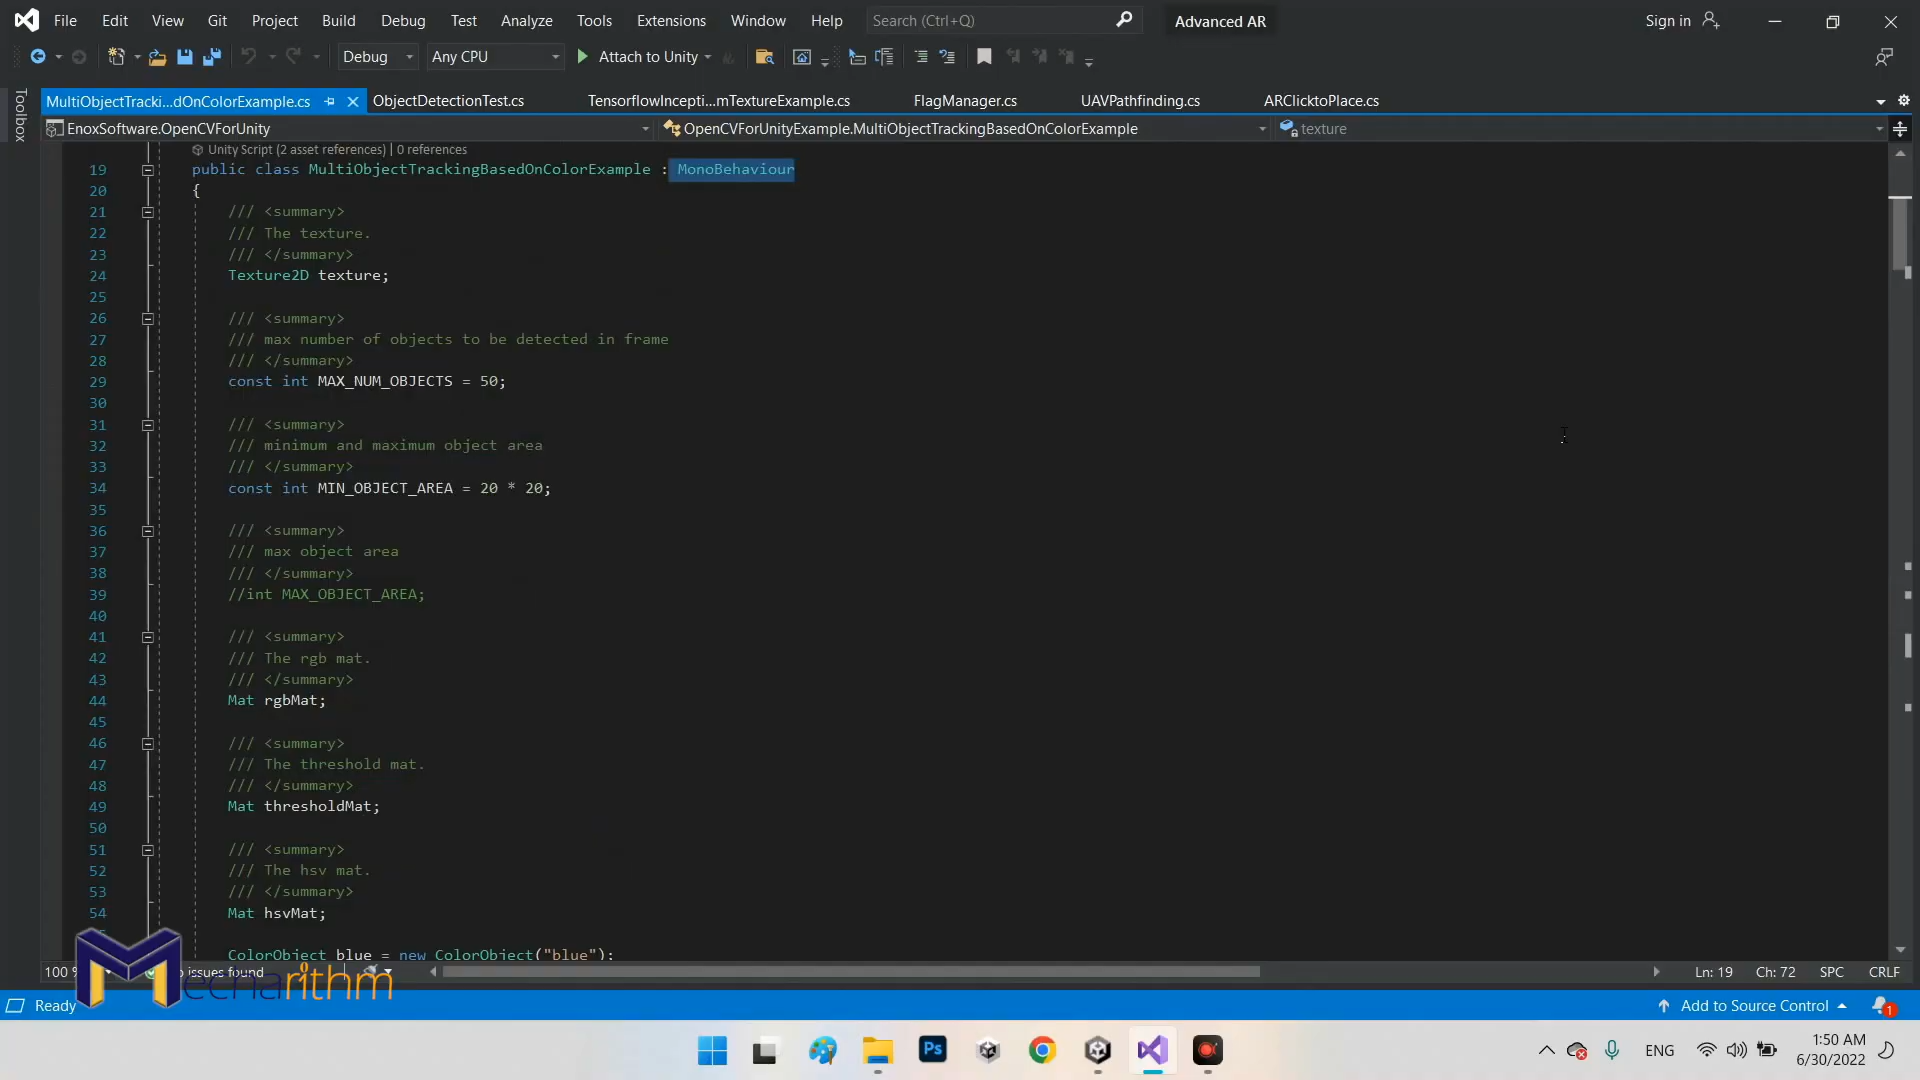 File Edit View Git Project Build Debug Test Analyze Tools Extensions Window Help Search (Ctrl+Q) Advanced AR Sign in
Debug Any CPU Attach to Unity
Toolbox
MultiObjectTracki...dOnColorExample.cs ObjectDetectionTest.cs TensorflowIncepti...mTextureExample.cs FlagManager.cs UAVPathfinding.cs ARClicktoPlace.cs
EnoxSoftware.OpenCVForUnity OpenCVForUnityExample.MultiObjectTrackingBasedOnColorExample texture
Unity Script (2 asset references) | 0 references
19 public class MultiObjectTrackingBasedOnColorExample : MonoBehaviour
20 {
21 /// <summary>
22 /// The texture.
23 /// </summary>
24 Texture2D texture;
25
26 /// <summary>
27 /// max number of objects to be detected in frame
28 /// </summary>
29 const int MAX_NUM_OBJECTS = 50;
30
31 /// <summary>
32 /// minimum and maximum object area
33 /// </summary>
34 const int MIN_OBJECT_AREA = 20 * 20;
35
36 /// <summary>
37 /// max object area
38 /// </summary>
39 //int MAX_OBJECT_AREA;
40
41 /// <summary>
42 /// The rgb mat.
43 /// </summary>
44 Mat rgbMat;
45
46 /// <summary>
47 /// The threshold mat.
48 /// </summary>
49 Mat thresholdMat;
50
51 /// <summary>
52 /// The hsv mat.
53 /// </summary>
54 Mat hsvMat;
ColorObject blue = new ColorObject("blue");
100 % issues found Ln: 19 Ch: 72 SPC CRLF
Mecharithm
Ready Add to Source Control 1
Ps ENG 1:50 AM
6/30/2022